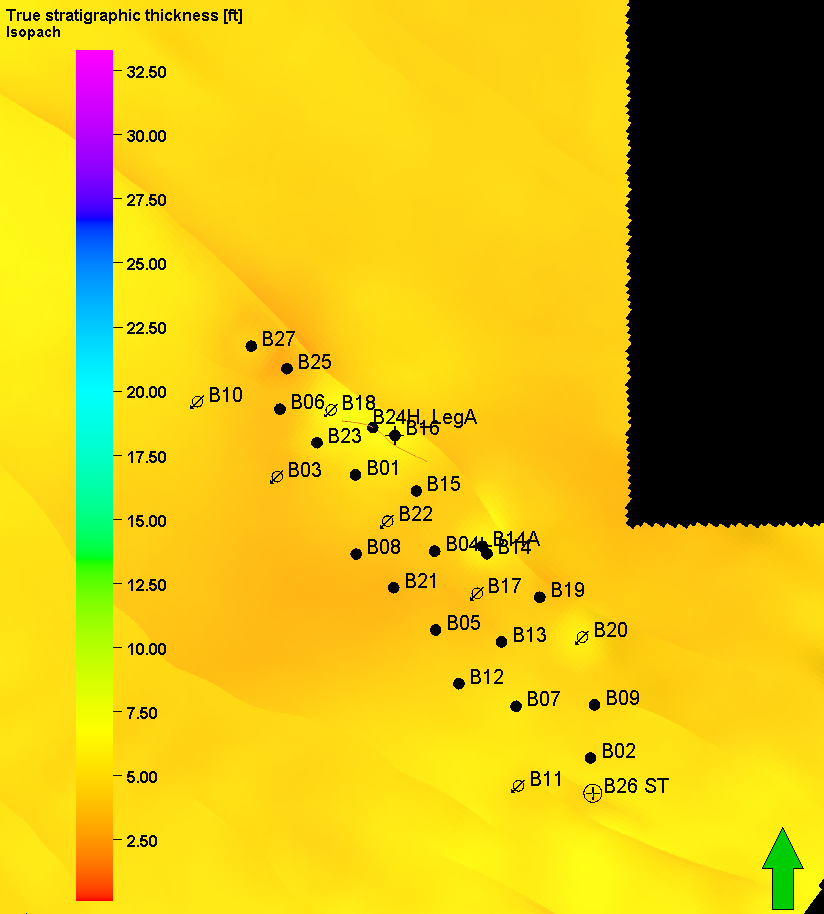 True stratigraphic thickness [ft]
Isopach
32.50
30.00
27.50
25.00
22.50
20.00
17.50
15.00
12.50
10.00
7.50
5.00
2.50
B27
B25
B10
B06
B18
B24H_LegA
B16
B23
B03
B01
B15
B22
B14A
B04
B14
B08
B21
B17
B19
B05
B13
B20
B12
B07
B09
B02
B11
B26 ST